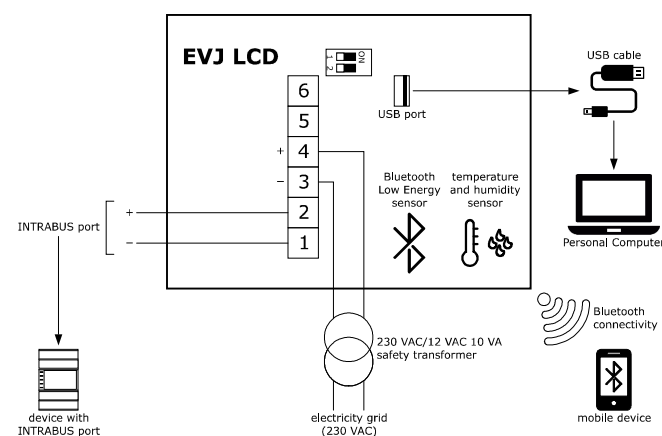 EVJ LCD
ON
1 2
6
5
+ 4
− 3
2
1
USB port
USB cable
Personal Computer
Bluetooth
Low Energy
sensor
temperature
and humidity
sensor
INTRABUS port
+
−
230 VAC/12 VAC 10 VA
safety transformer
Bluetooth
connectivity
device with
INTRABUS port
electricity grid
(230 VAC)
mobile device